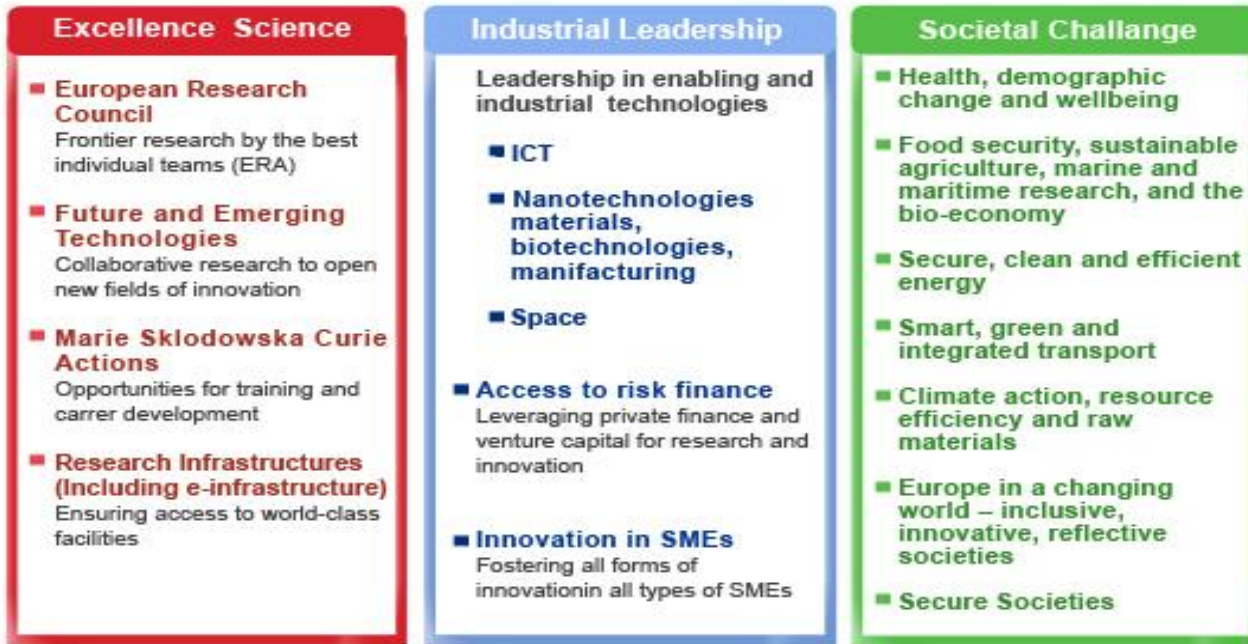 Excellence Science
European Research
Council
Frontier research by the best
individual teams (ERA)
Future and Emerging
Technologies
Collaborative research to open
new fields of innovation
Marie Sklodowska Curie
Actions
Opportunities for training and
carrer development
Research Infrastructures
(Including e-infrastructure)
Ensuring access to world-class
facilities
Industrial Leadership
Leadership in enabling and
industrial technologies
ICT
Nanotechnologies
materials,
biotechnologies,
manifacturing
Space
Access to risk finance
Leveraging private finance and
venture capital for research and
innovation
Innovation in SMEs
Fostering all forms of
innovationin all types of SMEs
Societal Challange
Health, demographic
change and wellbeing
Food security, sustainable
agriculture, marine and
maritime research, and the
bio-economy
Secure, clean and efficient
energy
Smart, green and
integrated transport
Climate action, resource
efficiency and raw
materials
Europe in a changing
world – inclusive,
innovative, reflective
societies
Secure Societies